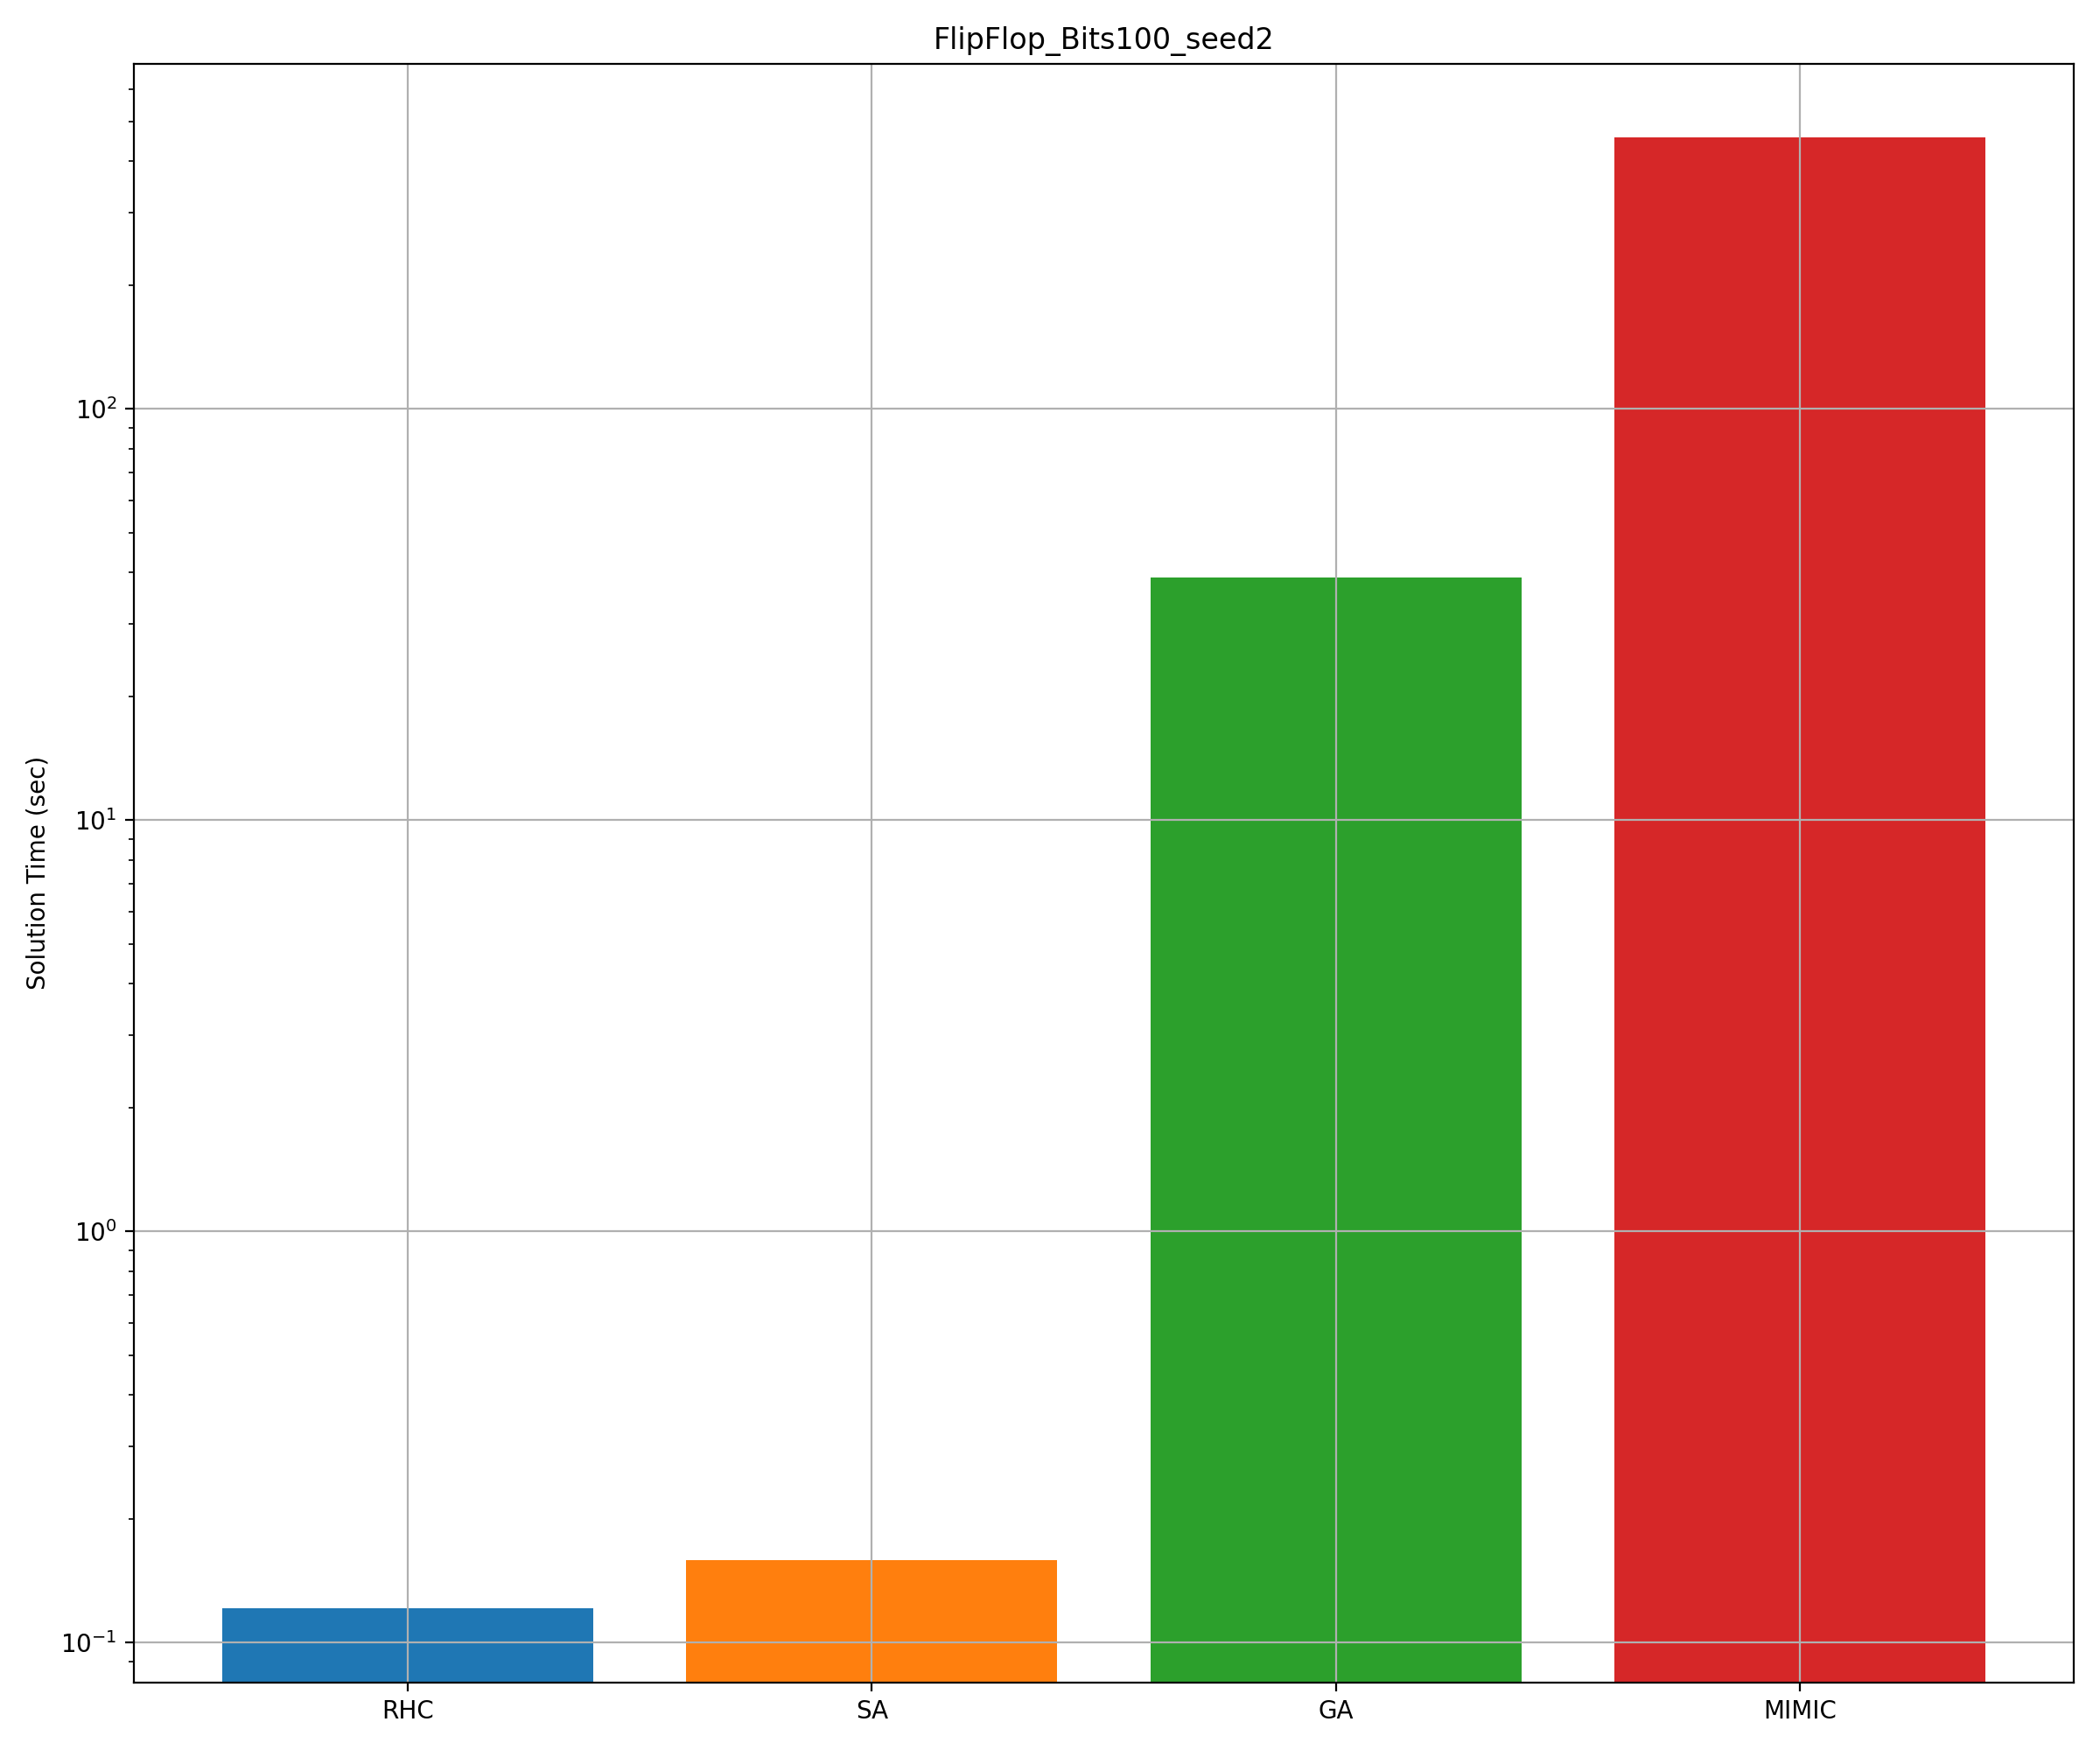 FlipFlop_Bits100_seed2
Solution Time (sec)
10²
10¹
10⁰
10⁻¹
RHC SA GA MIMIC